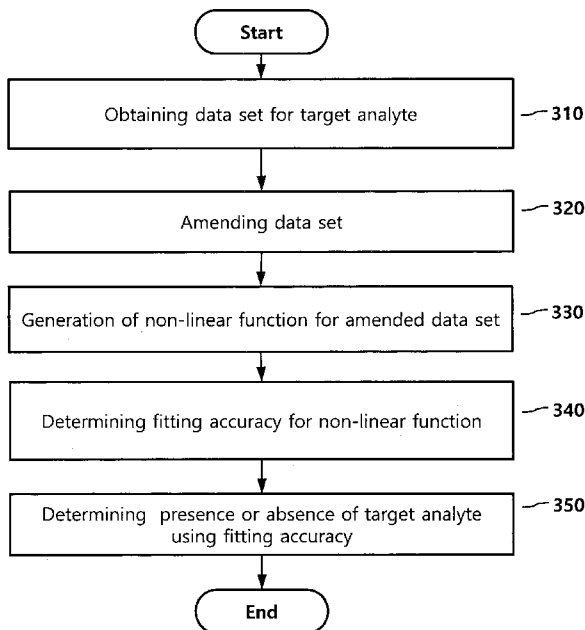 Start
Obtaining data set for target analyte
310
Amending data set
320
Generation of non-linear function for amended data set
330
Determining fitting accuracy for non-linear function
340
Determining presence or absence of target analyte
using fitting accuracy
350
End